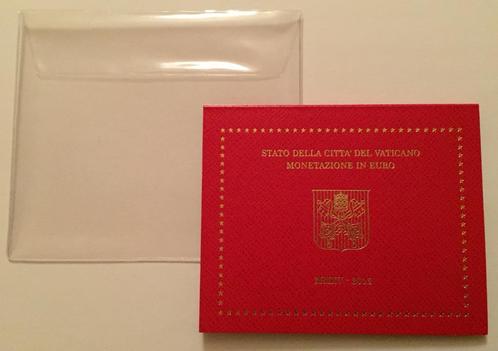 STATO DELLA CITTA' DEL VATICANO
MONETAZIONE IN EURO